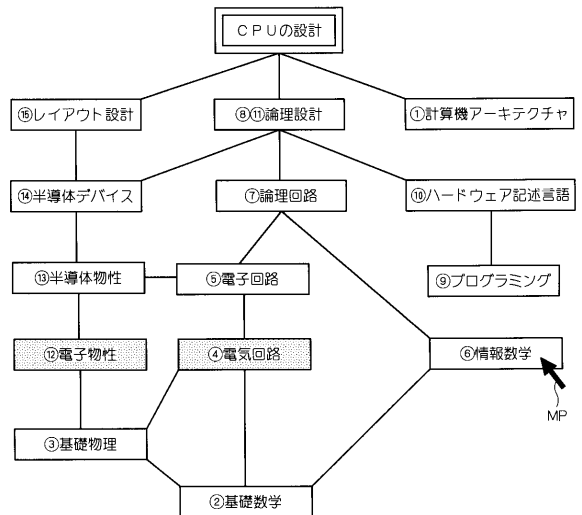 ＣＰＵの設計
⑮レイアウト設計
⑧⑪論理設計
①計算機アーキテクチャ
⑭半導体デバイス
⑦論理回路
⑩ハードウェア記述言語
⑬半導体物性
⑤電子回路
⑨プログラミング
⑫電子物性
④電気回路
⑥情報数学
MP
③基礎物理
②基礎数学